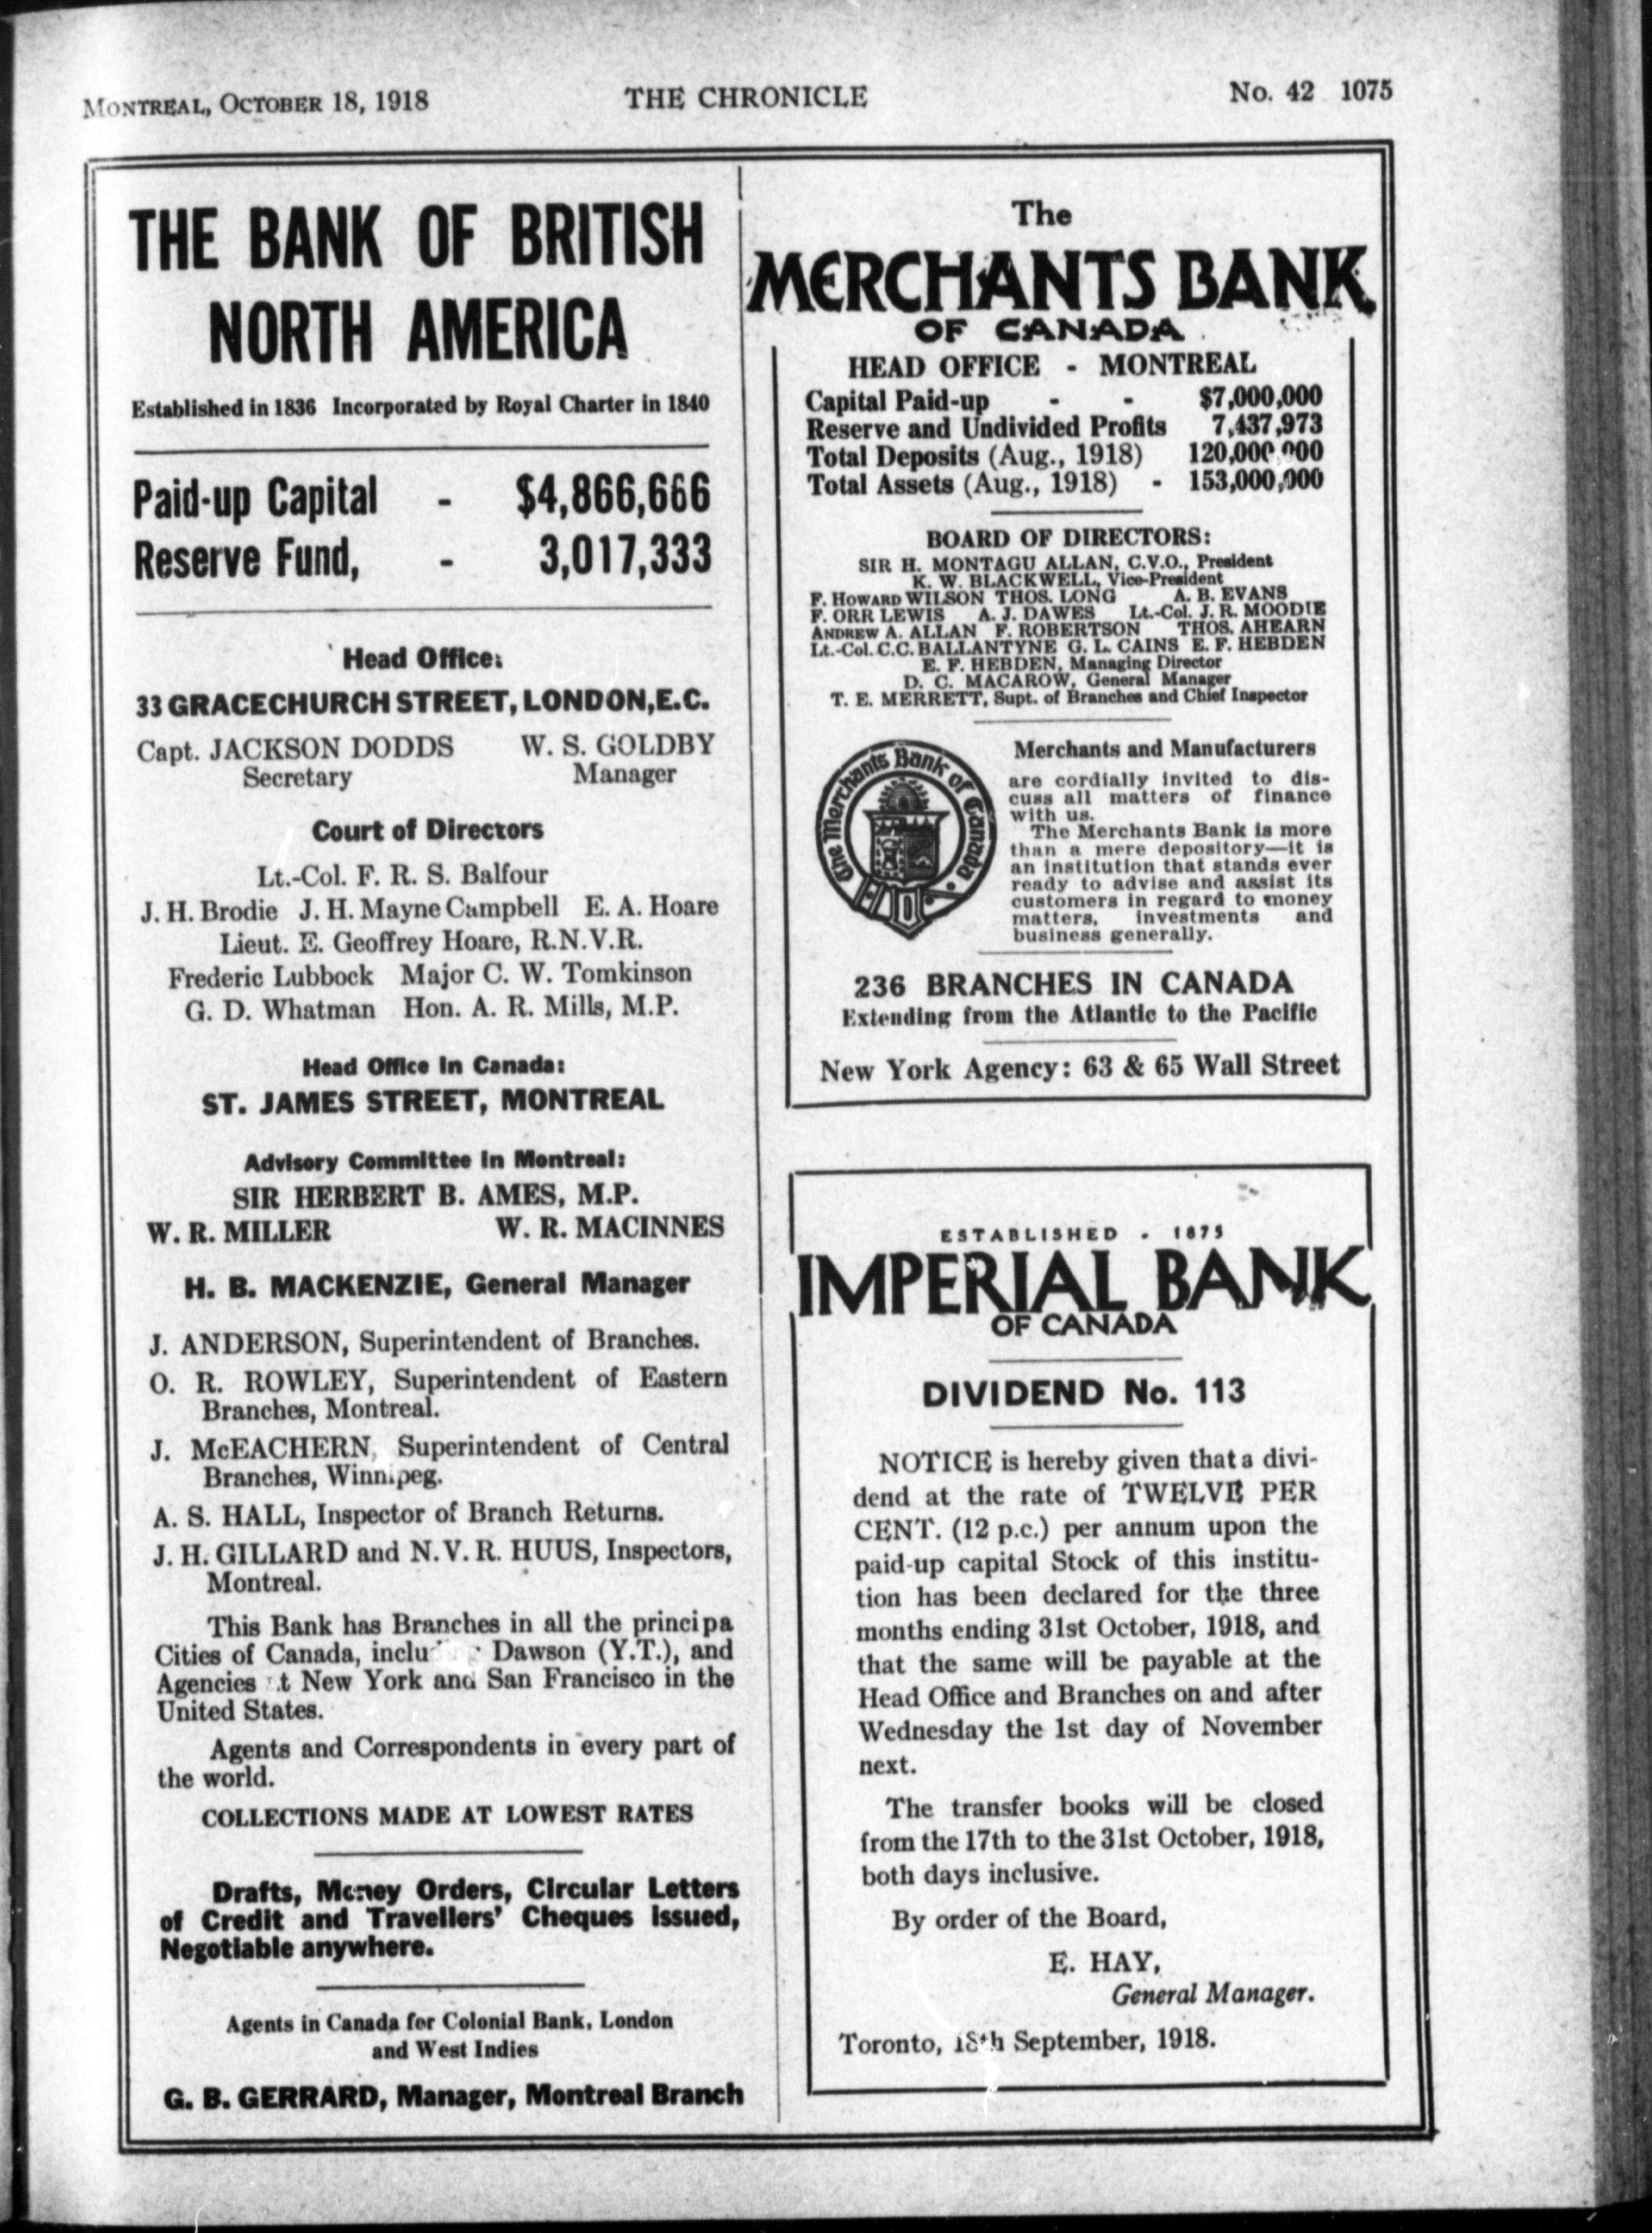 MONTREAL, OCTOBER 18, 1918 THE CHRONICLE No. 42 1075
THE BANK OF BRITISH
NORTH AMERICA
Established in 1836 Incorporated by Royal Charter in 1840
Paid-up Capital - $4,866,666
Reserve Fund, - 3,017,333
Head Office:
33 GRACECHURCH STREET, LONDON, E.C.
Capt. JACKSON DODDS W. S. GOLDBY
Secretary Manager
Court of Directors
Lt.-Col. F. R. S. Balfour
J. H. Brodie J. H. Mayne Campbell E. A. Hoare
Lieut. E. Geoffrey Hoare, R.N.V.R.
Frederic Lubbock Major C. W. Tomkinson
G. D. Whatman Hon. A. R. Mills, M.P.
Head Office in Canada:
ST. JAMES STREET, MONTREAL
Advisory Committee in Montreal:
SIR HERBERT B. AMES, M.P.
W. R. MILLER W. R. MACINNES
H. B. MACKENZIE, General Manager
J. ANDERSON, Superintendent of Branches.
O. R. ROWLEY, Superintendent of Eastern
Branches, Montreal.
J. McEACHERN, Superintendent of Central
Branches, Winnipeg.
A. S. HALL, Inspector of Branch Returns.
J. H. GILLARD and N. V. R. HUUS, Inspectors,
Montreal.
This Bank has Branches in all the principa
Cities of Canada, Dawson (Y.T.), and
Agencies New York and San Francisco in the
United States.
Agents and Correspondents in every part of
the world.
COLLECTIONS MADE AT LOWEST RATES
Drafts, Money Orders, Circular Letters
of Credit and Travellers' Cheques issued,
Negotiable anywhere.
Agents in Canada for Colonial Bank, London
and West Indies
G. B. GERRARD, Manager, Montreal Branch
The
MERCHANTS BANK
OF CANADA
HEAD OFFICE - MONTREAL
Capital Paid-up - - $7,000,000
Reserve and Undivided Profits 7,437,973
Total Deposits (Aug., 1918) 120,000,000
Total Assets (Aug., 1918) - 153,000,000
BOARD OF DIRECTORS:
SIR H. MONTAGU ALLAN, C.V.O., President
K. W. BLACKWELL, Vice-President
F. HOWARD WILSON THOS. LONG A. B. EVANS
F. ORR LEWIS A. J. DAWES Lt.-Col. J. R. MOODIE
ANDREW A. ALLAN F. ROBERTSON THOS. AHEARN
Lt.-Col. C.C. BALLANTYNE G. L. CAINS E. F. HEBDEN
E. F. HEBDEN, Managing Director
D. C. MACAROW, General Manager
T. E. MERRETT, Supt. of Branches and Chief Inspector
The Merchants Bank of Canada
Merchants and Manufacturers
are cordially invited to dis-
cuss all matters of finance
with us.
The Merchants Bank is more
than a mere depository—it is
an institution that stands ever
ready to advise and assist its
customers in regard to money
matters, investments and
business generally.
236 BRANCHES IN CANADA
Extending from the Atlantic to the Pacific
New York Agency: 63 & 65 Wall Street
ESTABLISHED - 1875
IMPERIAL BANK
OF CANADA
DIVIDEND No. 113
NOTICE is hereby given that a divi-
dend at the rate of TWELVE PER
CENT. (12 p.c.) per annum upon the
paid-up capital Stock of this institu-
tion has been declared for the three
months ending 31st October, 1918, and
that the same will be payable at the
Head Office and Branches on and after
Wednesday the 1st day of November
next.
The transfer books will be closed
from the 17th to the 31st October, 1918,
both days inclusive.
By order of the Board,
E. HAY,
General Manager.
Toronto, 18th September, 1918.